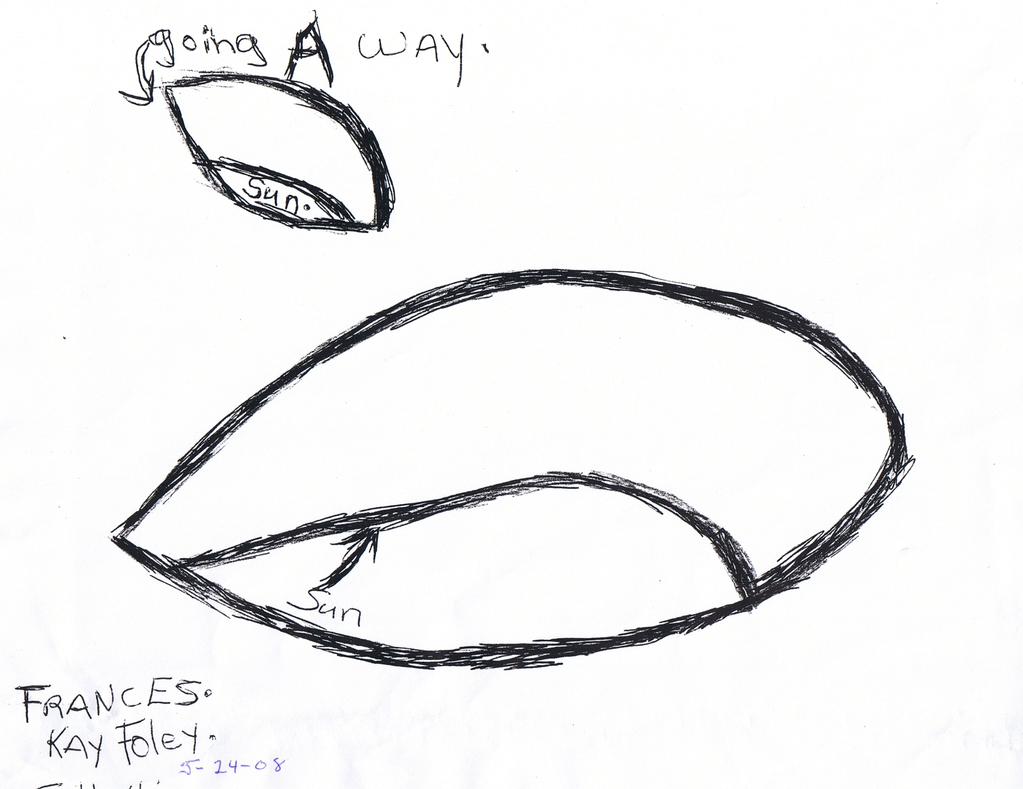 going A WAY.
Sun.
Sun
FRANCES.
KAY Foley.
5-24-08